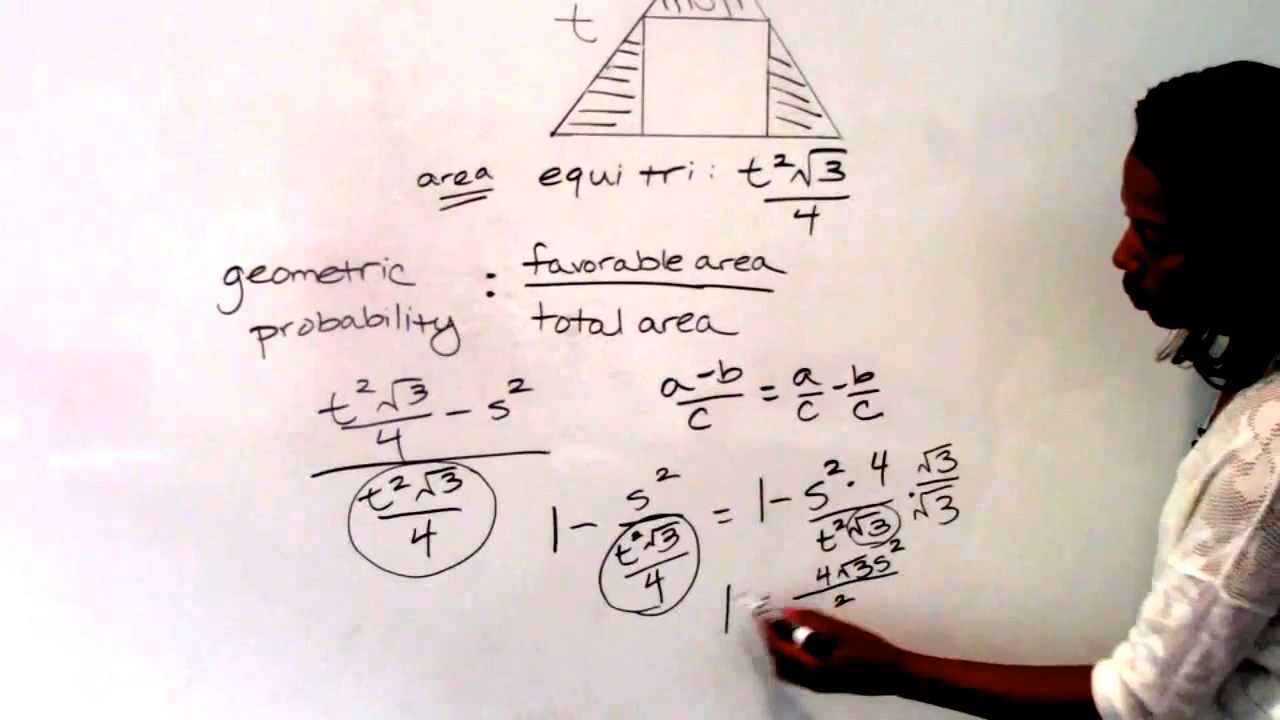 t
area equi tri: t²√3/4
geometric probability : favorable area/total area
(t²√3/4 - s²)/(t²√3/4)
(a-b)/c = a/c - b/c
1 - s²/(t²√3/4) = 1 - (s²·4)/(t²√3) · √3/√3
1 4√3s²